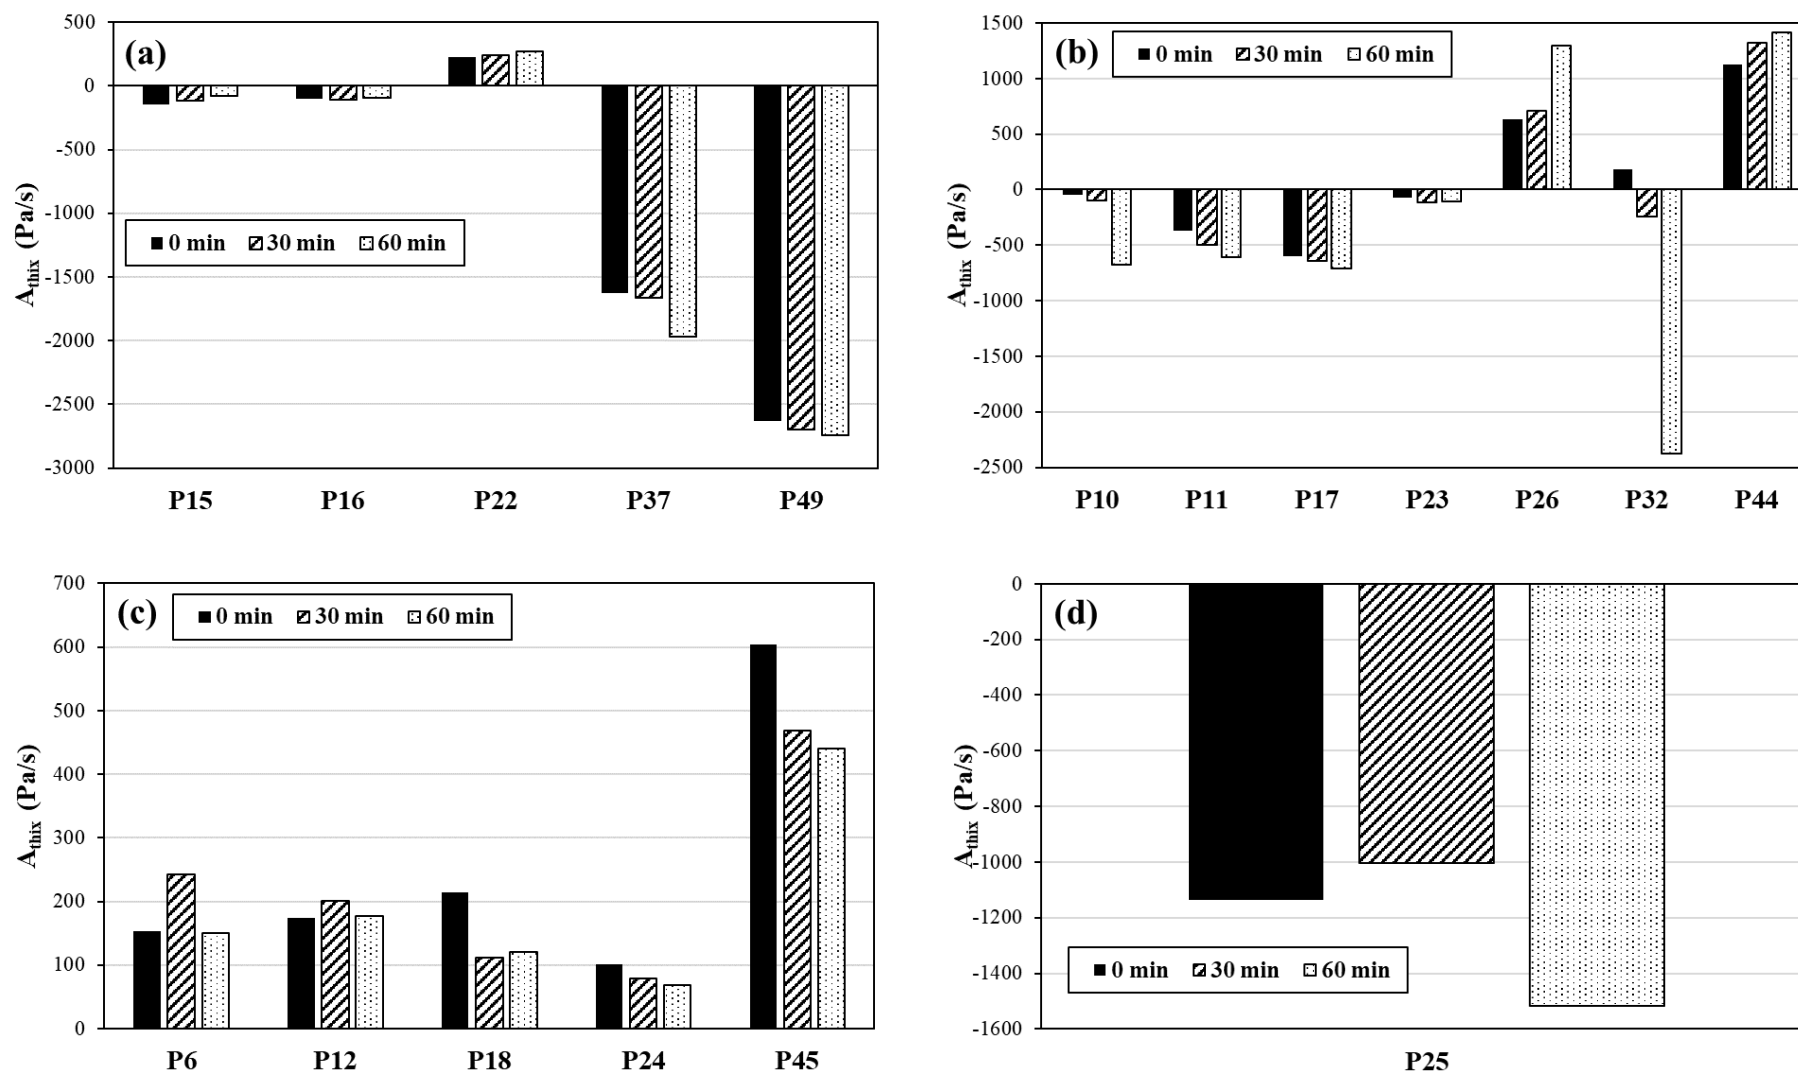 (a)
500
0
-500
-1000
-1500
-2000
-2500
-3000
A_thix (Pa/s)
0 min 30 min 60 min
P15 P16 P22 P37 P49
(b)
0 min 30 min 60 min
1500
1000
500
0
-500
-1000
-1500
-2000
-2500
A_thix (Pa/s)
P10 P11 P17 P23 P26 P32 P44
(c)
0 min 30 min 60 min
700
600
500
400
300
200
100
0
A_thix (Pa/s)
P6 P12 P18 P24 P45
(d)
0
-200
-400
-600
-800
-1000
-1200
-1400
-1600
A_thix (Pa/s)
0 min 30 min 60 min
P25